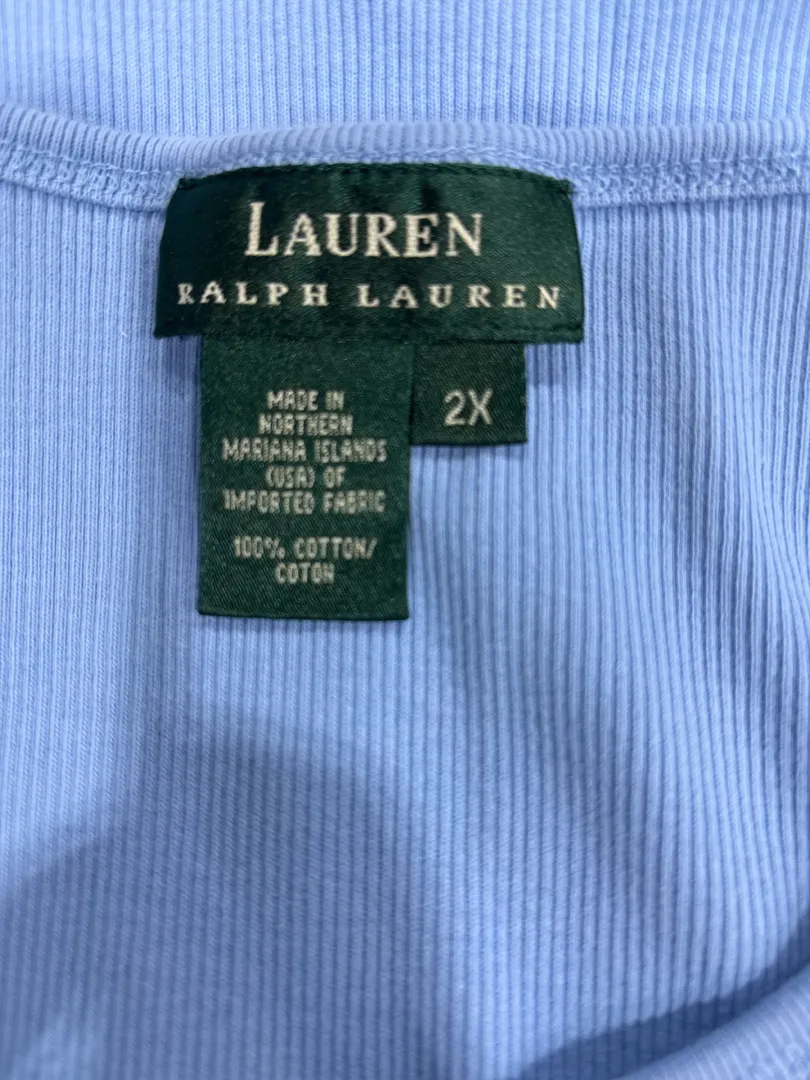 LAUREN
RALPH LAUREN
2X
MADE IN
NORTHERN
MARIANA ISLANDS
(USA) OF
IMPORTED FABRIC
100% COTTON/
COTON